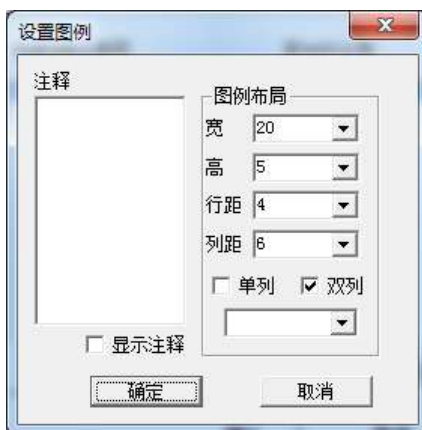 设置图例
注释
图例布局
宽 20
高 5
行距 4
列距 6
单列 双列
显示注释
确定 取消